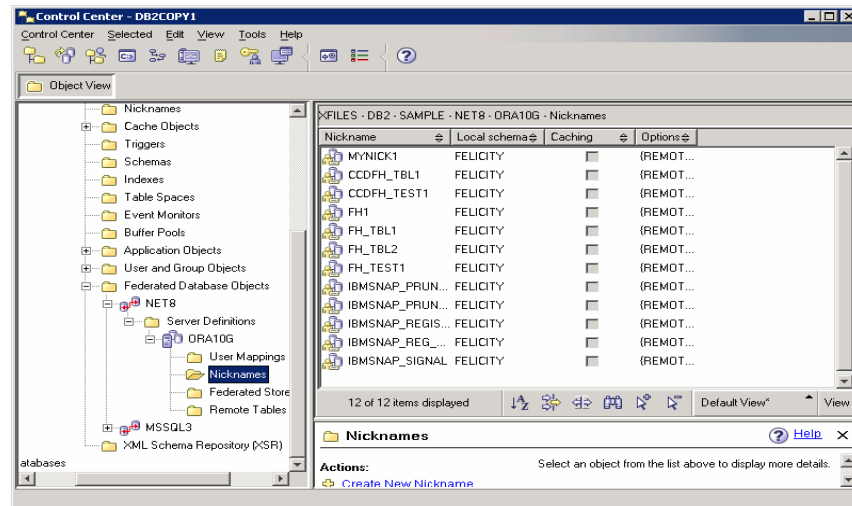 Control Center - DB2COPY1
Control Center Selected Edit View Tools Help
Object View
Nicknames
Cache Objects
Triggers
Schemas
Indexes
Table Spaces
Event Monitors
Buffer Pools
Application Objects
User and Group Objects
Federated Database Objects
NET8
Server Definitions
ORA10G
User Mappings
Nicknames
Federated Store
Remote Tables
MSSQL3
XML Schema Repository (XSR)
atabases
XFILES - DB2 - SAMPLE - NET8 - ORA10G - Nicknames
Nickname Local schema Caching Options
MYNICK1 FELICITY {REMOT...
CCDFH_TBL1 FELICITY {REMOT...
CCDFH_TEST1 FELICITY {REMOT...
FH1 FELICITY {REMOT...
FH_TBL1 FELICITY {REMOT...
FH_TBL2 FELICITY {REMOT...
FH_TEST1 FELICITY {REMOT...
IBMSNAP_PRUN... FELICITY {REMOT...
IBMSNAP_PRUN... FELICITY {REMOT...
IBMSNAP_REGIS... FELICITY {REMOT...
IBMSNAP_REG_... FELICITY {REMOT...
IBMSNAP_SIGNAL FELICITY {REMOT...
12 of 12 items displayed Default View* View
Nicknames Help
Actions:
Create New Nickname
Select an object from the list above to display more details.